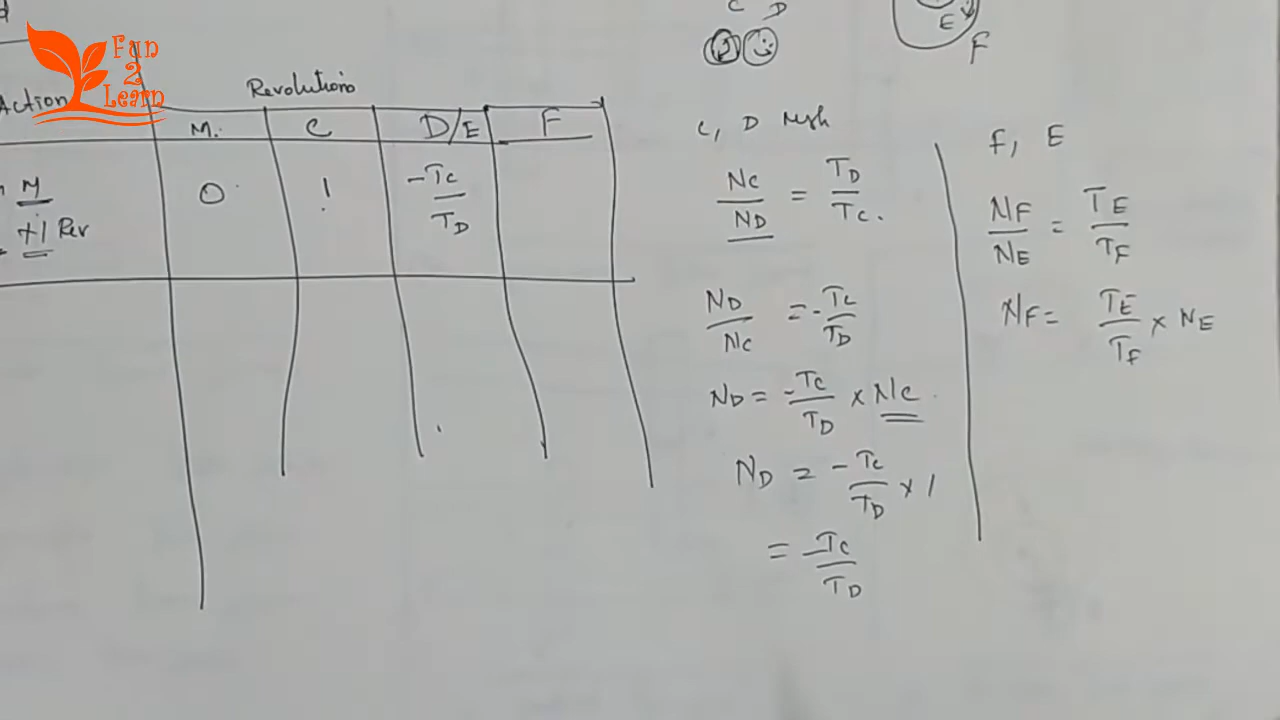 Fun
2
Learn
C D
E
F
Action
Revolutions
M. C D/E F
M
+1 Rev
0 1 -TC/TD
C, D mesh
NC/ND = TD/TC.
ND/NC = -TC/TD
ND = -TC/TD × NC
ND = -TC/TD × 1
= -TC/TD
F, E
NF/NE = TE/TF
NF = TE/TF × NE